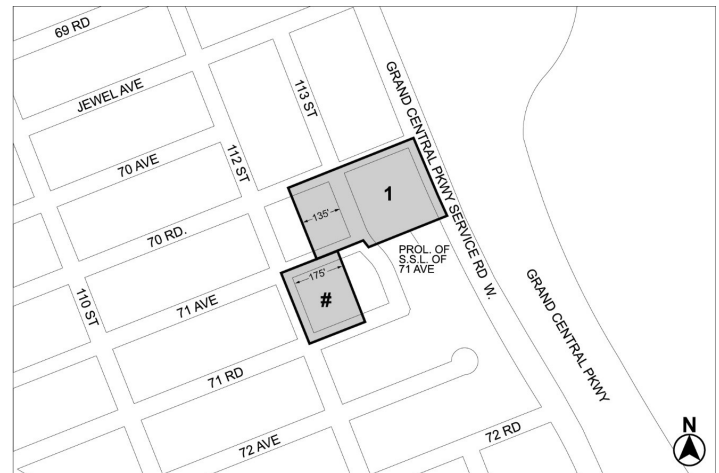 69 RD
JEWEL AVE
113 ST
GRAND CENTRAL PKWY SERVICE RD W.
70 AVE
112 ST
1
135'
70 RD.
PROL. OF
S.S.L. OF
71 AVE
175'
#
GRAND CENTRAL PKWY
71 AVE
110 ST
71 RD
72 AVE
72 RD
N